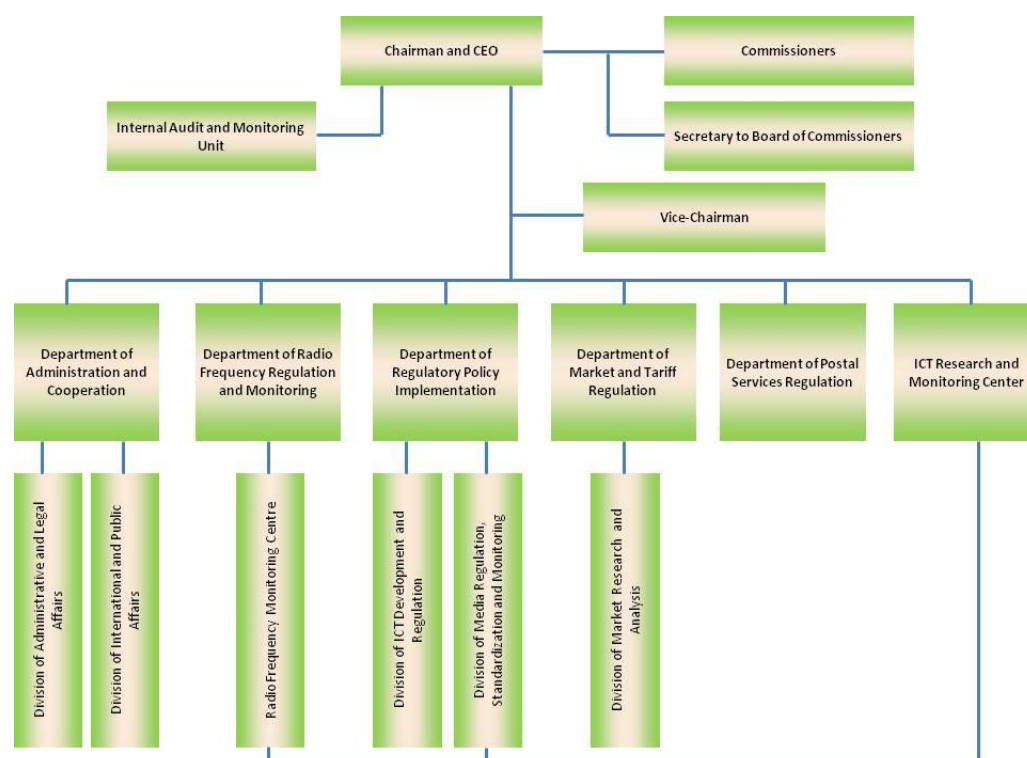 Chairman and CEO
Commissioners
Internal Audit and Monitoring
Unit
Secretary to Board of Commissioners
Vice-Chairman
Department of
Administration and
Cooperation
Department of Radio
Frequency Regulation
and Monitoring
Department of
Regulatory Policy
Implementation
Department of
Market and Tariff
Regulation
Department of Postal
Services Regulation
ICT Research and
Monitoring Center
Division of Administrative and Legal
Affairs
Division of International and Public
Affairs
Radio Frequency Monitoring Centre
Division of ICT Development and
Regulation
Division of Media Regulation,
Standardization and Monitoring
Division of Market Research and
Analysis